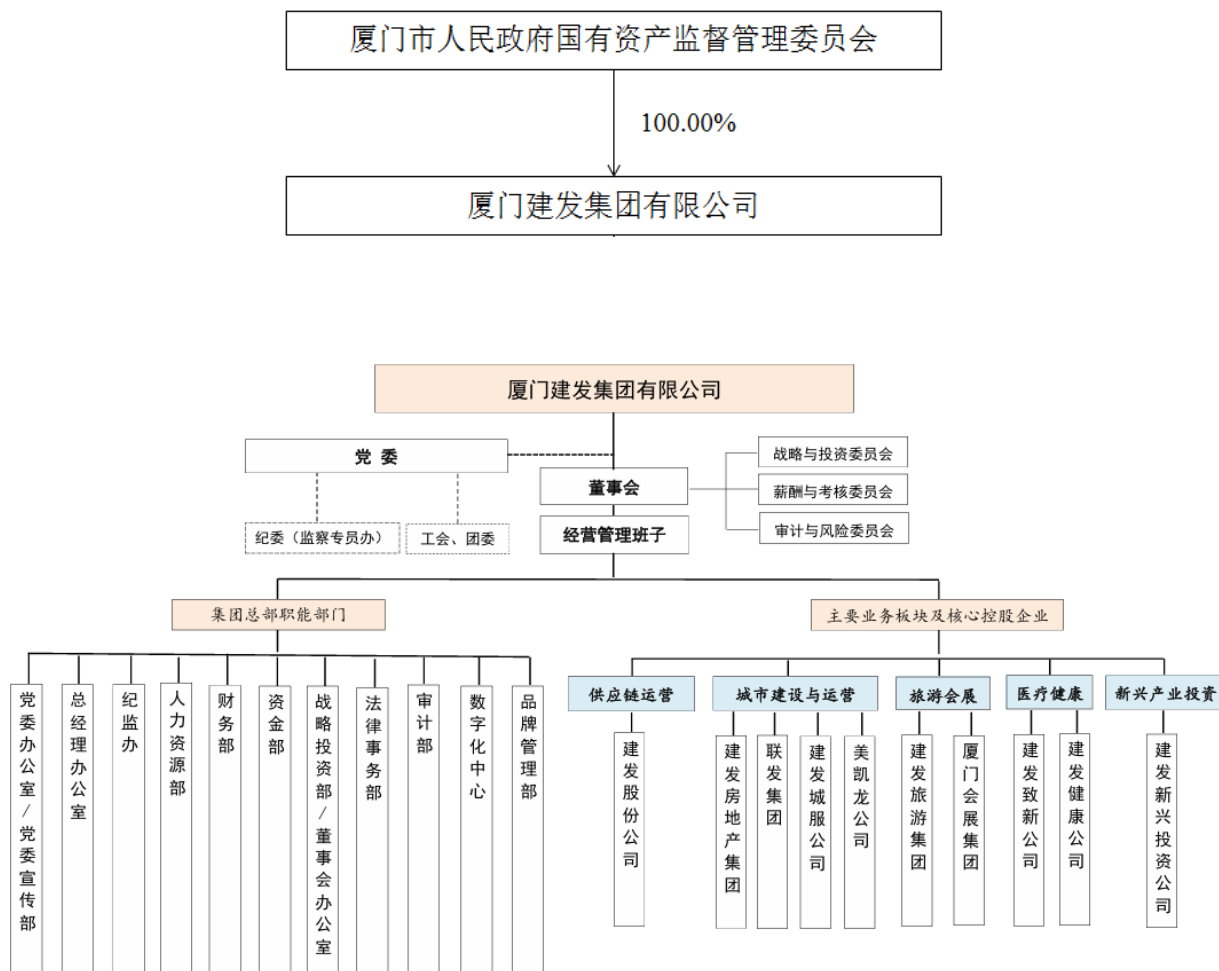 厦门市人民政府国有资产监督管理委员会
100.00%
厦门建发集团有限公司
厦门建发集团有限公司
党 委
战略与投资委员会
董事会
薪酬与考核委员会
纪委（监察专员办）
工会、团委
经营管理班子
审计与风险委员会
集团总部职能部门
主要业务板块及核心控股企业
党委办公室/党委宣传部
总经理办公室
纪监办
人力资源部
财务部
资金部
战略投资部/董事会办公室
法律事务部
审计部
数字化中心
品牌管理部
供应链运营
城市建设与运营
旅游会展
医疗健康
新兴产业投资
建发股份公司
建发房地产集团
联发集团
建发城服公司
美凯龙公司
建发旅游集团
厦门会展集团
建发致新公司
建发健康公司
建发新兴投资公司